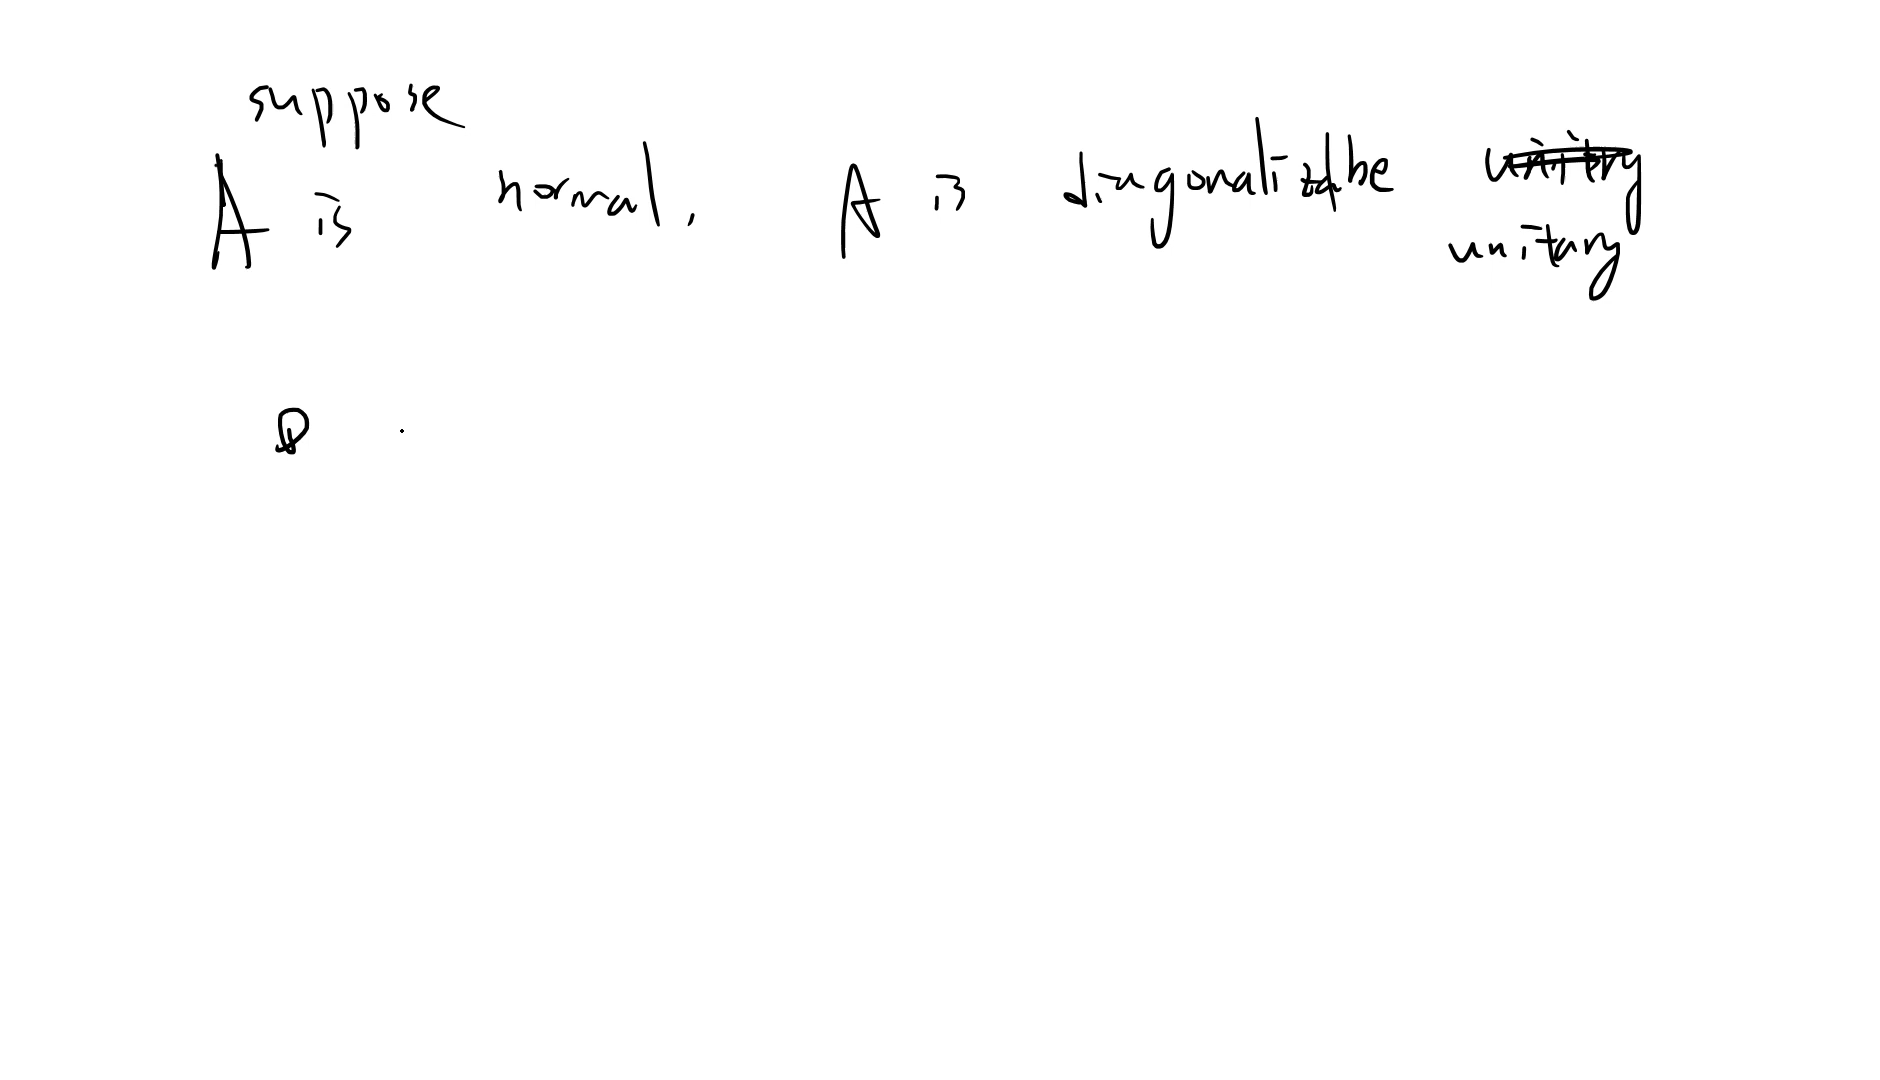 suppose
A is normal. A is diagonalizable
unitary